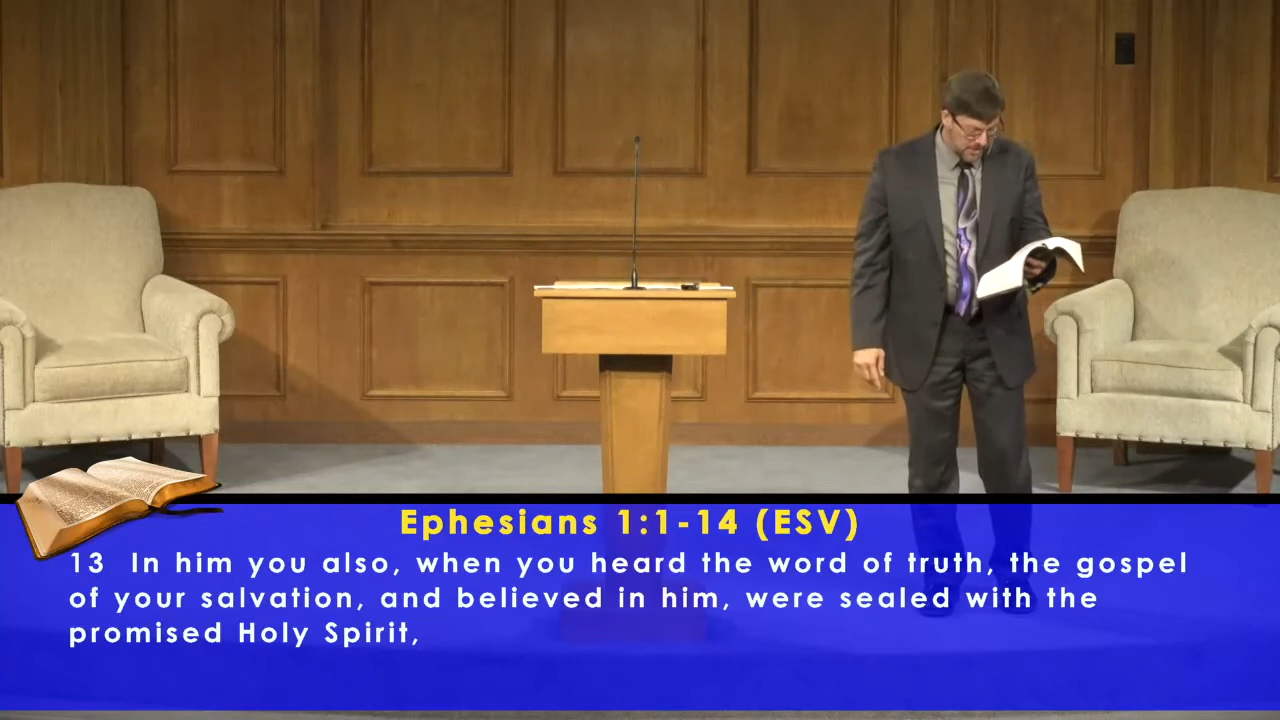 Ephesians 1:1-14 (ESV)
13 In him you also, when you heard the word of truth, the gospel
of your salvation, and believed in him, were sealed with the
promised Holy Spirit,